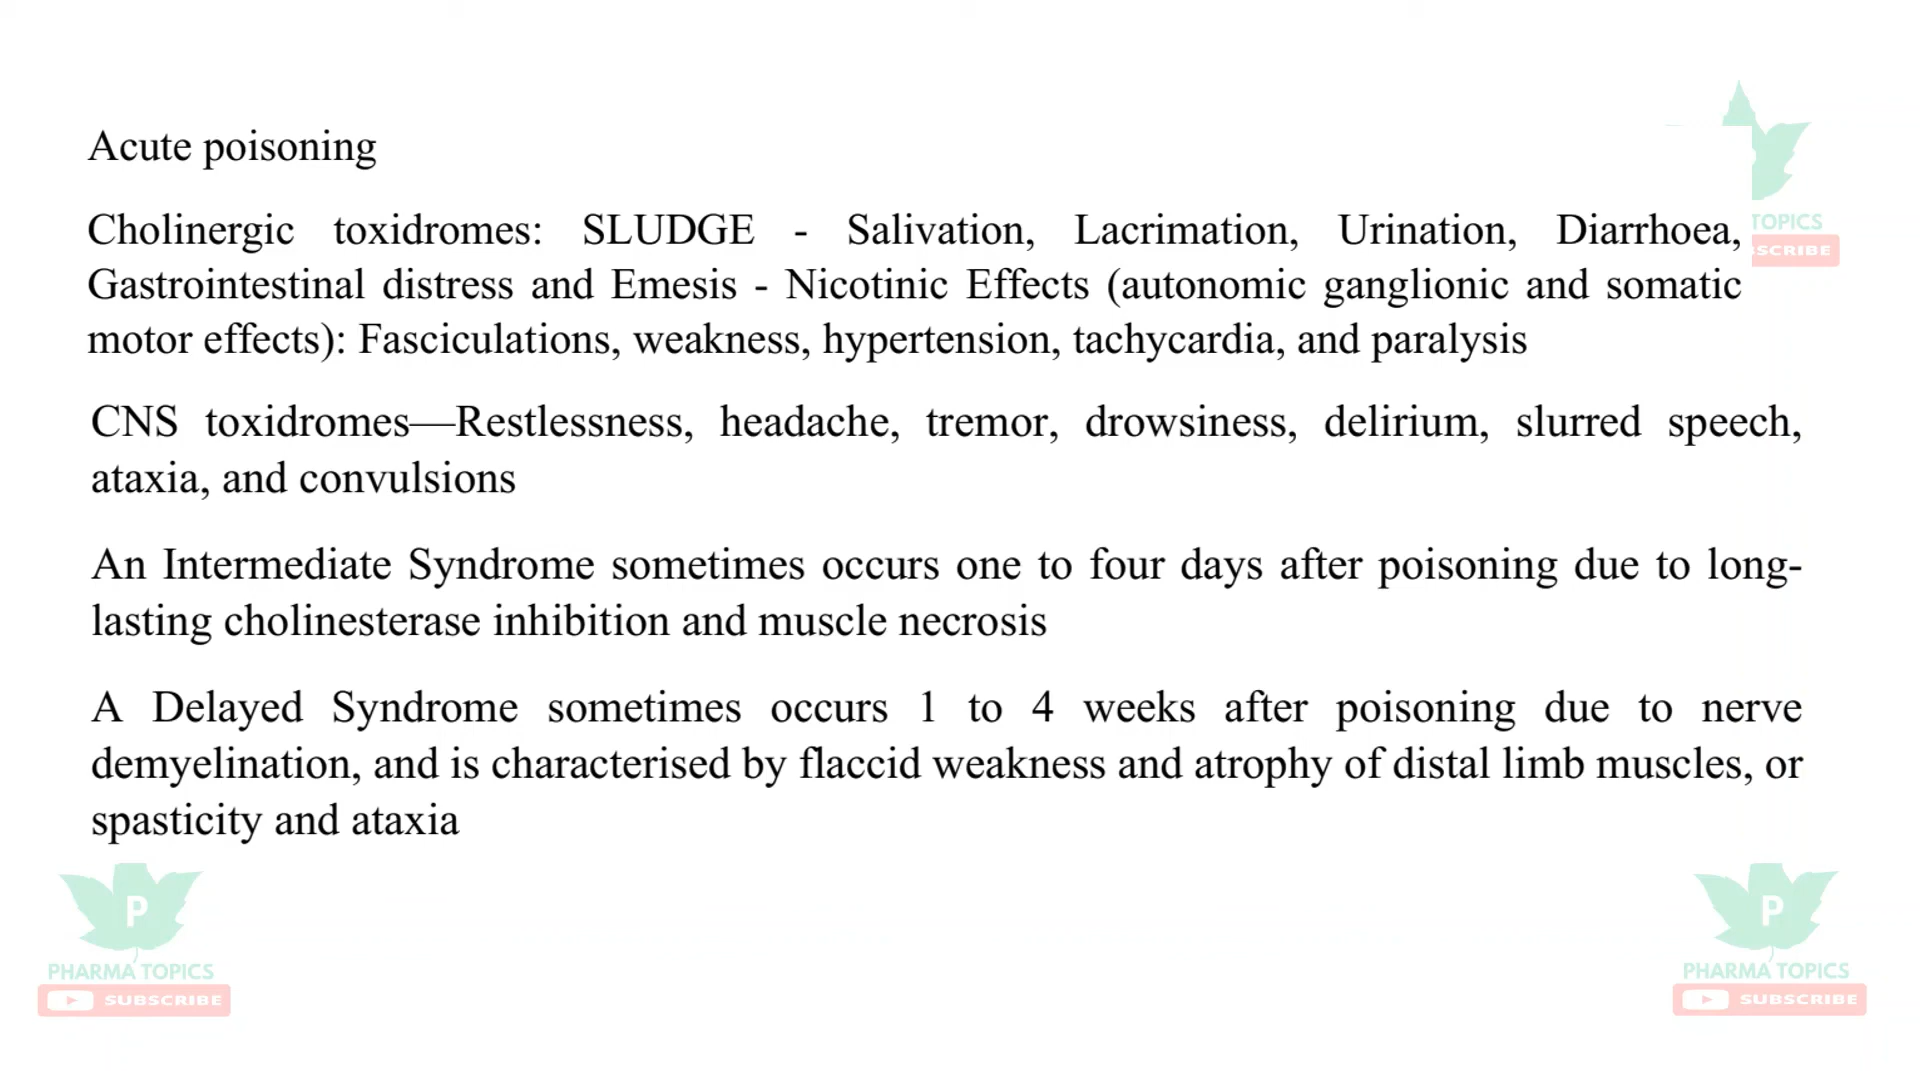 Acute poisoning
TOPICS
SCRIBE
Cholinergic toxidromes: SLUDGE - Salivation, Lacrimation, Urination, Diarrhoea,
Gastrointestinal distress and Emesis - Nicotinic Effects (autonomic ganglionic and somatic
motor effects): Fasciculations, weakness, hypertension, tachycardia, and paralysis
CNS toxidromes—Restlessness, headache, tremor, drowsiness, delirium, slurred speech,
ataxia, and convulsions
An Intermediate Syndrome sometimes occurs one to four days after poisoning due to long-
lasting cholinesterase inhibition and muscle necrosis
A Delayed Syndrome sometimes occurs 1 to 4 weeks after poisoning due to nerve
demyelination, and is characterised by flaccid weakness and atrophy of distal limb muscles, or
spasticity and ataxia
P
PHARMA TOPICS
SUBSCRIBE
P
PHARMA TOPICS
SUBSCRIBE